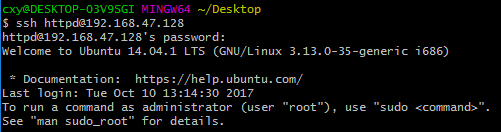 cxy@DESKTOP-O3V9SGI MINGW64 ~/Desktop
$ ssh httpd@192.168.47.128
httpd@192.168.47.128's password:
Welcome to Ubuntu 14.04.1 LTS (GNU/Linux 3.13.0-35-generic i686)
* Documentation:  https://help.ubuntu.com/
Last login: Tue Oct 10 13:14:30 2017
To run a command as administrator (user "root"), use "sudo <command>".
See "man sudo_root" for details.